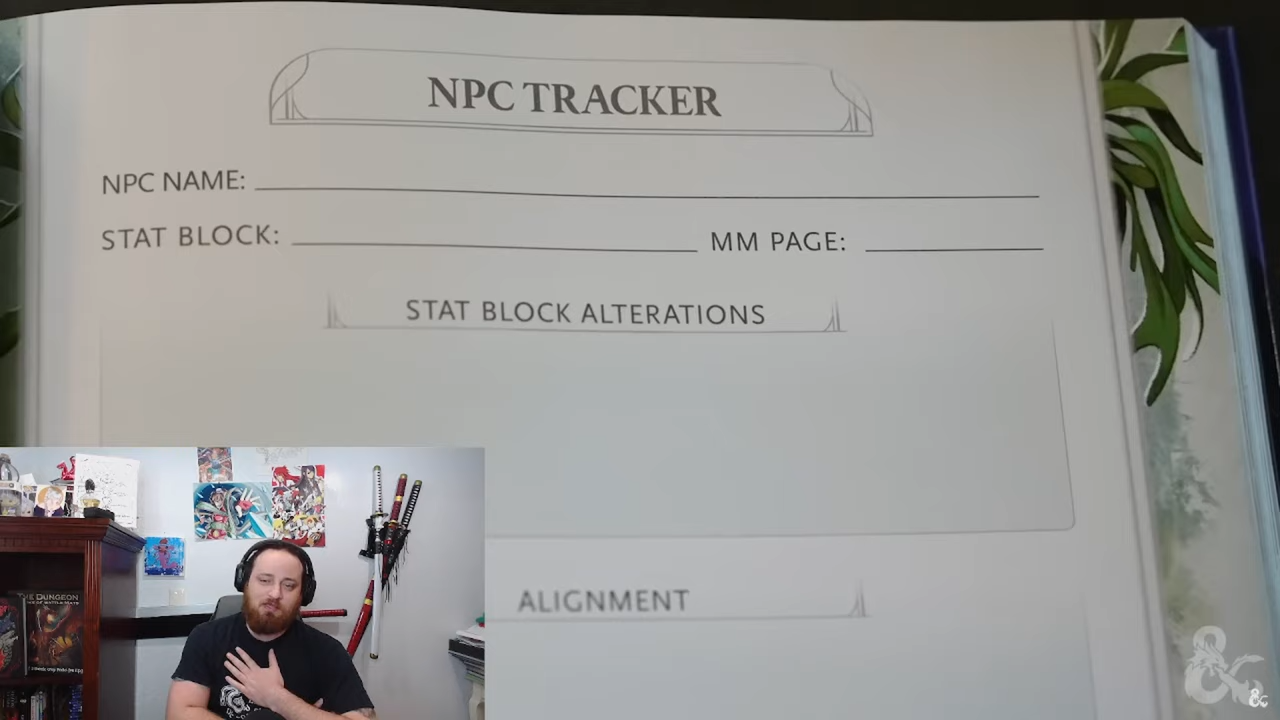 NPC TRACKER
NPC NAME:
STAT BLOCK: MM PAGE:
STAT BLOCK ALTERATIONS
ALIGNMENT